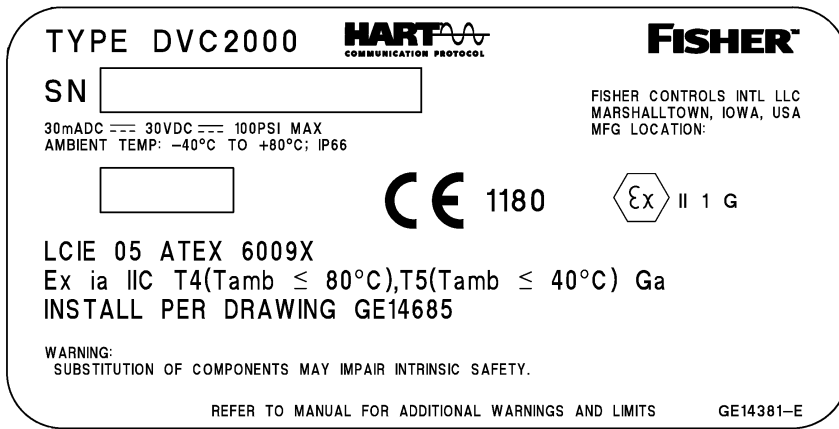 TYPE DVC2000
HART
COMMUNICATION PROTOCOL
FISHER™
SN
30mADC ⎓ 30VDC ⎓ 100PSI MAX
AMBIENT TEMP: –40°C TO +80°C; IP66
FISHER CONTROLS INTL LLC
MARSHALLTOWN, IOWA, USA
MFG LOCATION:
CE 1180
Ex II 1 G
LCIE 05 ATEX 6009X
Ex ia IIC T4(Tamb ≤ 80°C),T5(Tamb ≤ 40°C) Ga
INSTALL PER DRAWING GE14685
WARNING:
SUBSTITUTION OF COMPONENTS MAY IMPAIR INTRINSIC SAFETY.
REFER TO MANUAL FOR ADDITIONAL WARNINGS AND LIMITS GE14381–E